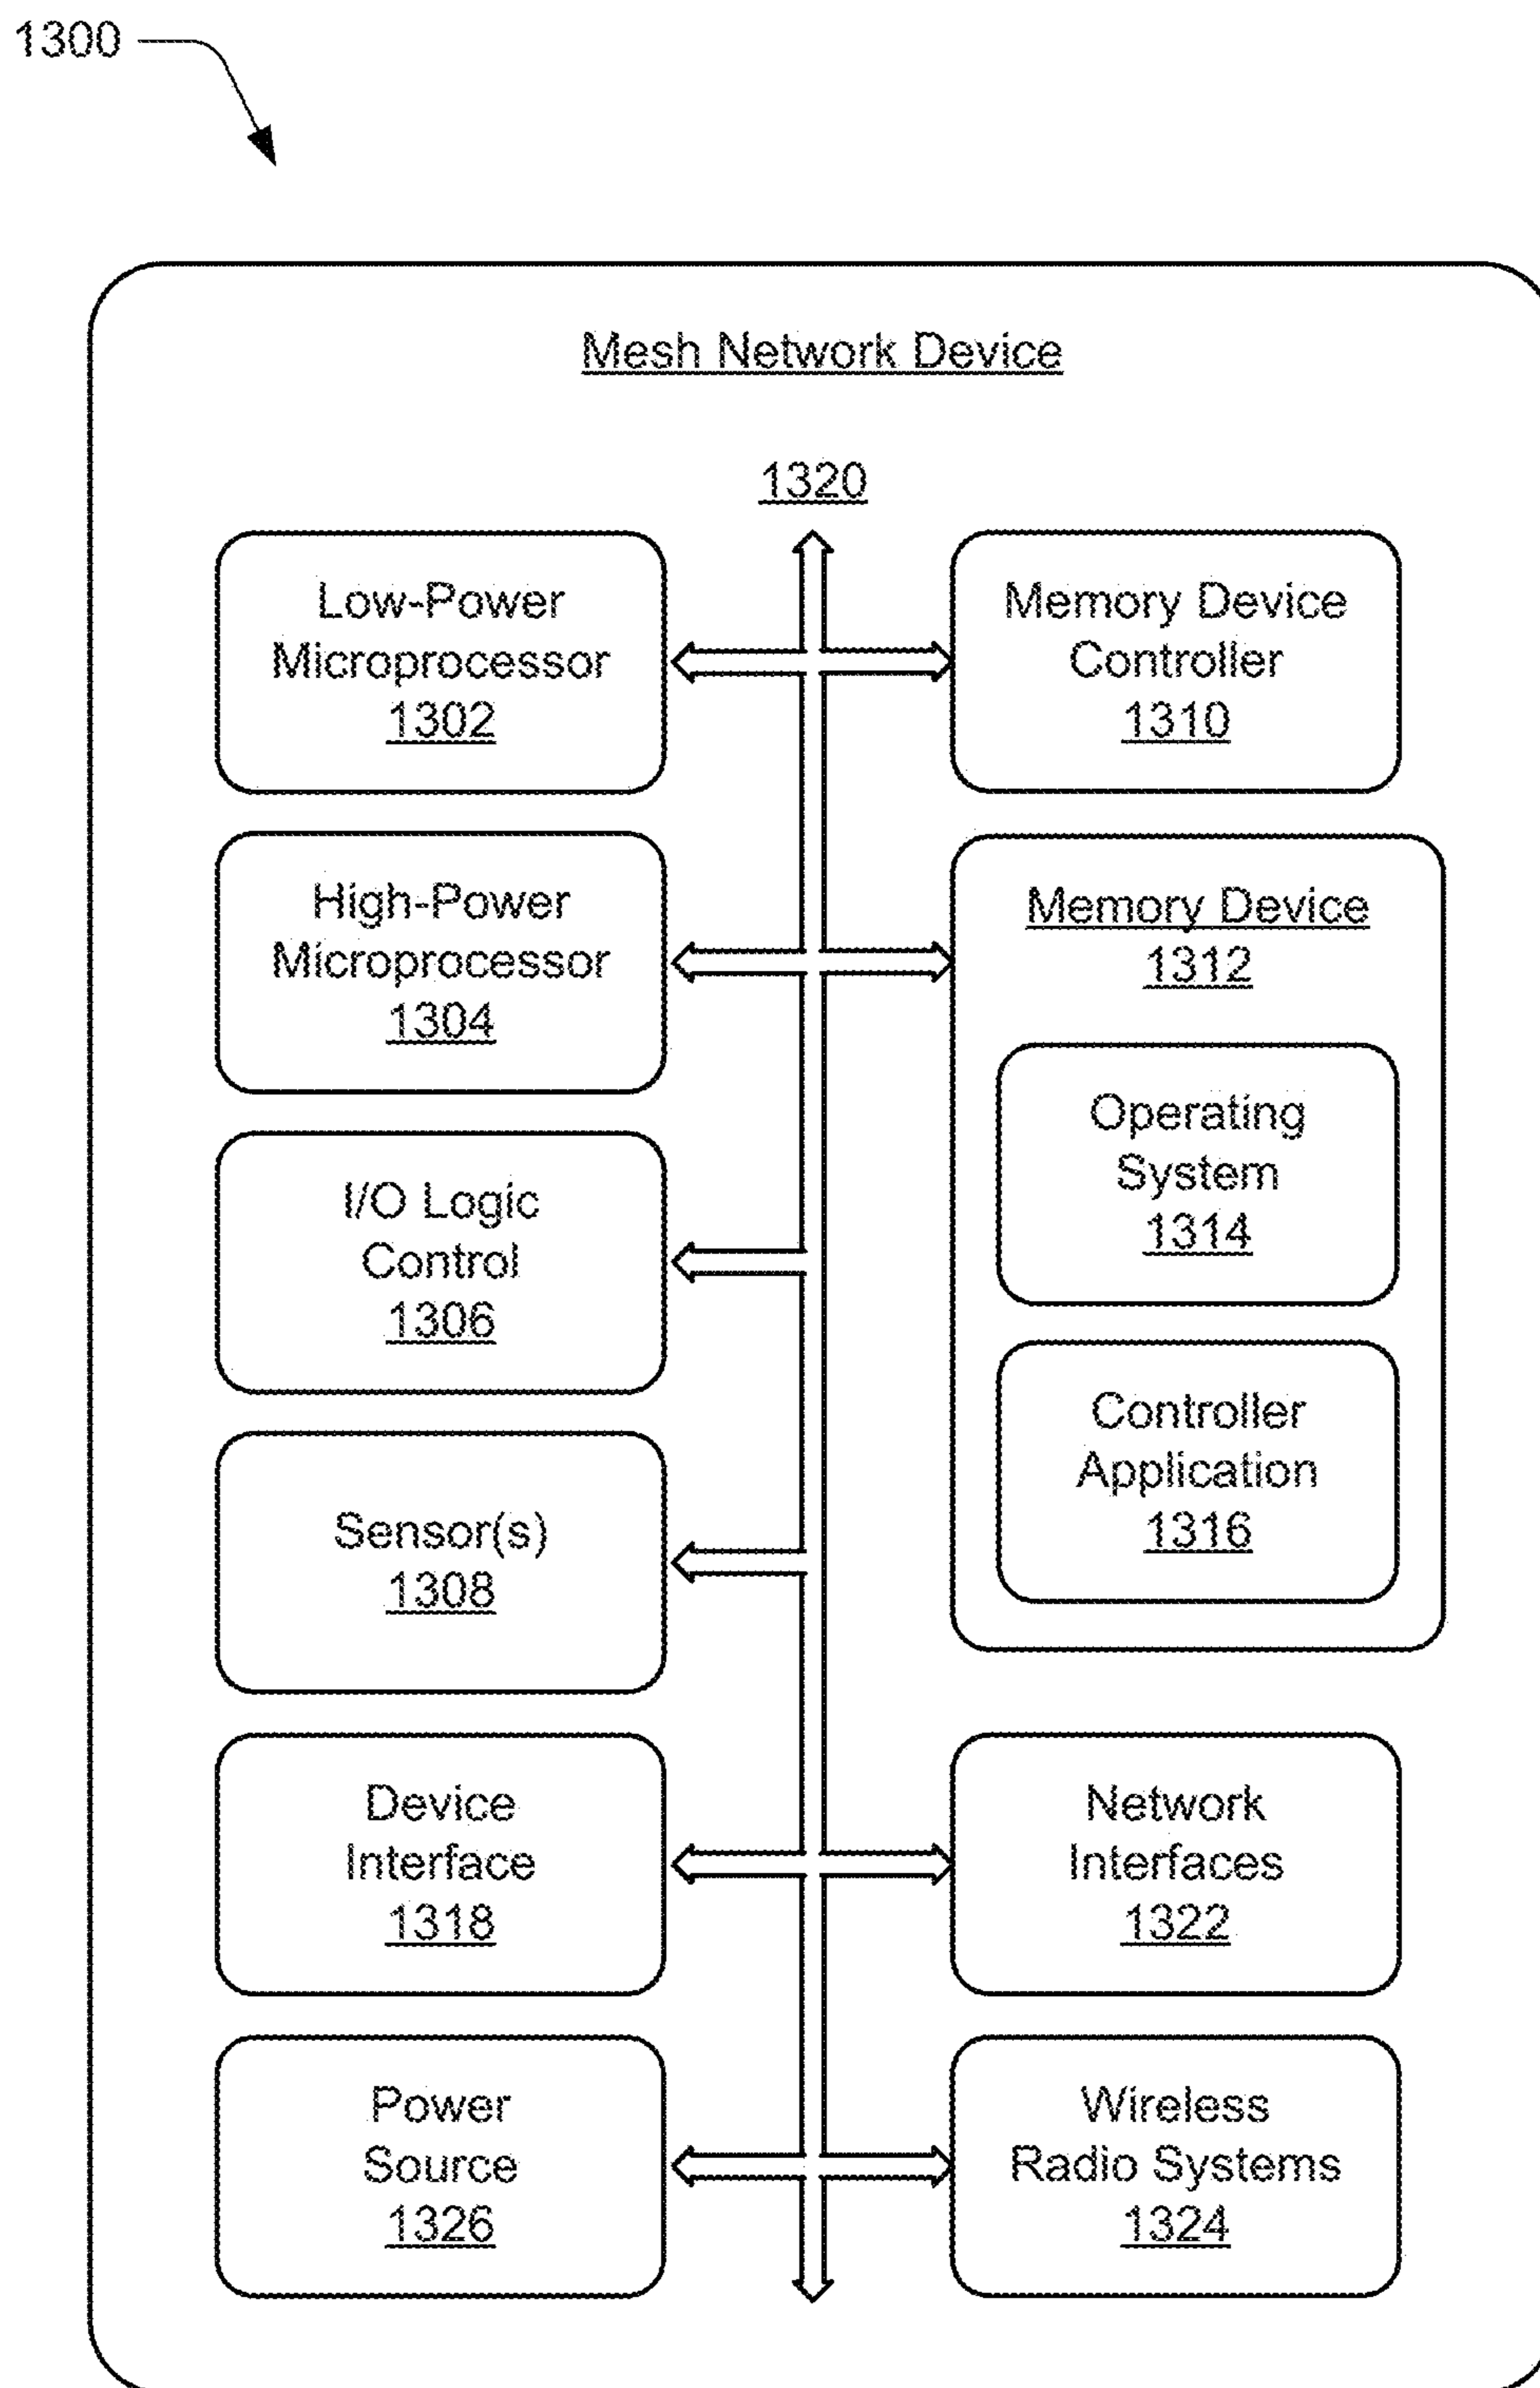 1300
Mesh Network Device
1320
Low-Power
Microprocessor
1302
High-Power
Microprocessor
1304
I/O Logic
Control
1306
Sensor(s)
1308
Device
Interface
1318
Power
Source
1326
Memory Device
Controller
1310
Memory Device
1312
Operating
System
1314
Controller
Application
1316
Network
Interfaces
1322
Wireless
Radio Systems
1324